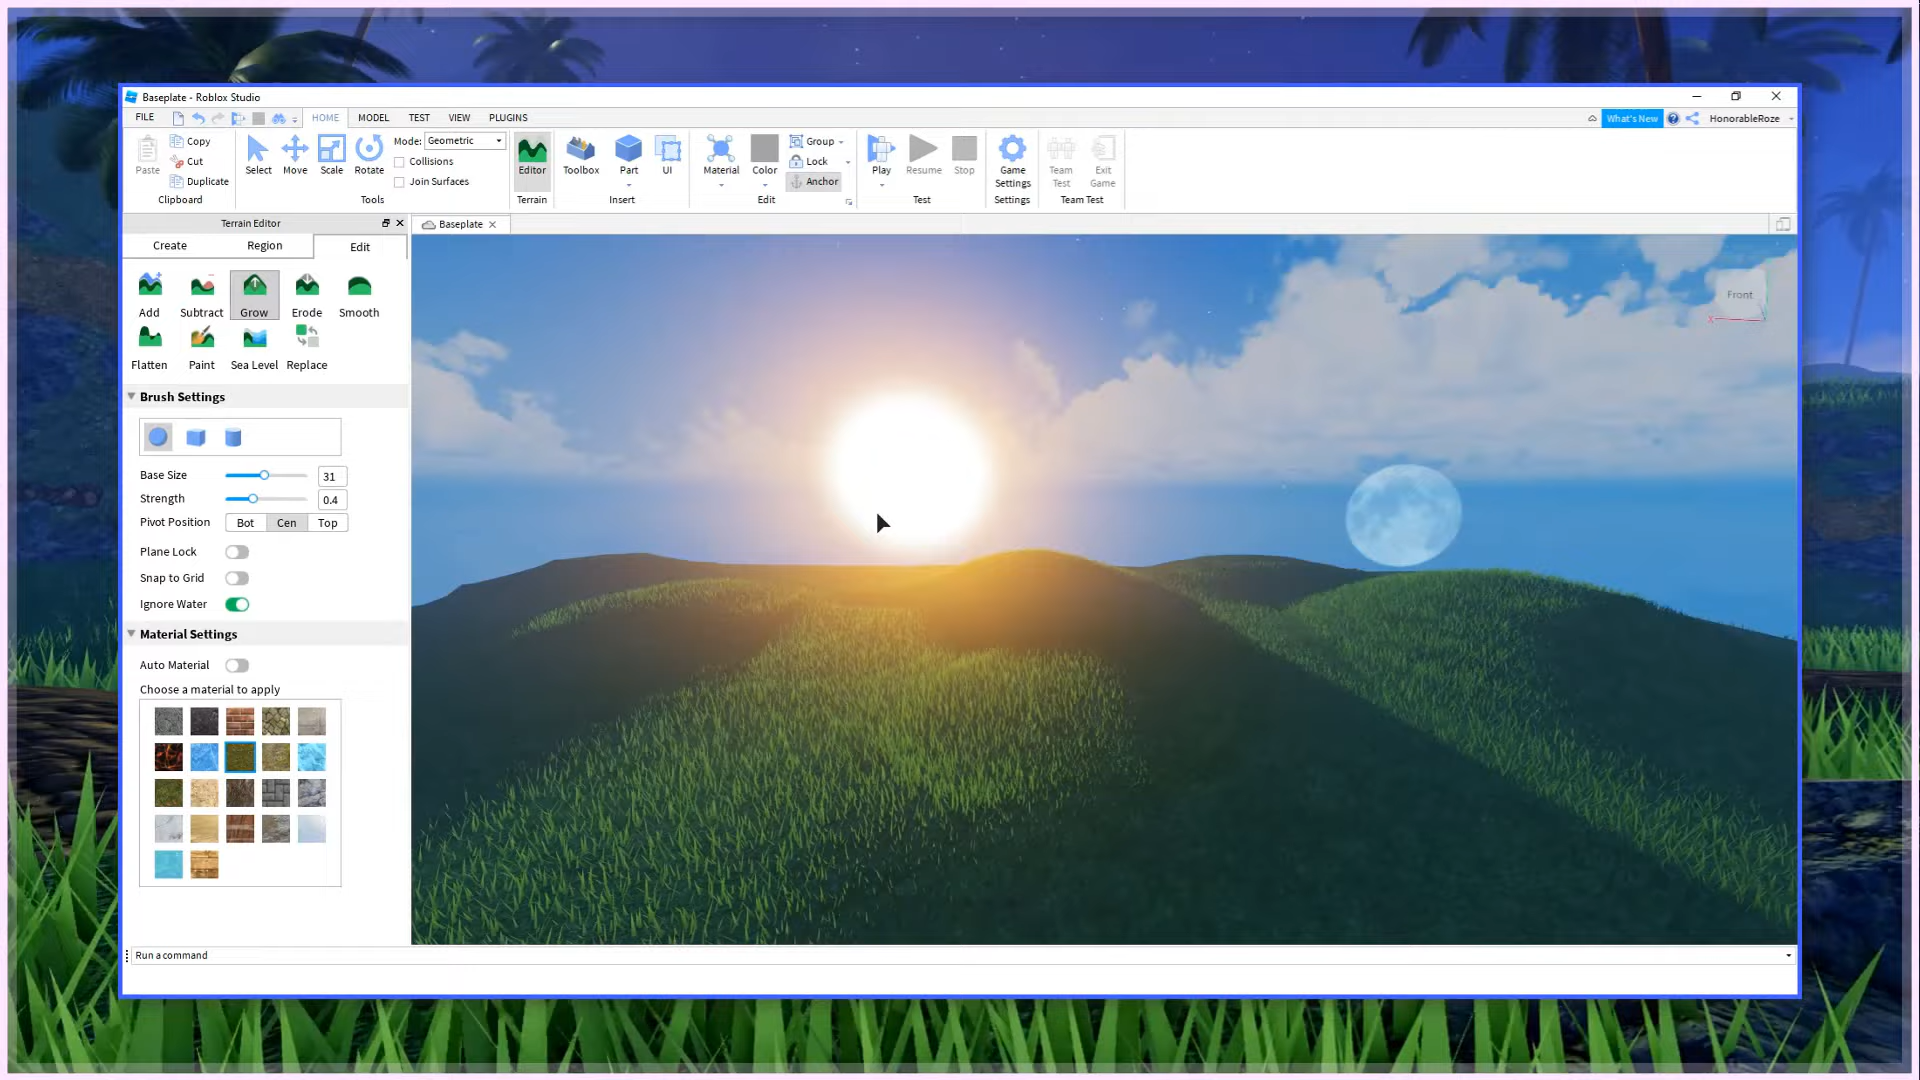 Baseplate - Roblox Studio
FILE HOME MODEL TEST VIEW PLUGINS What's New HonorableRoze
Paste Copy Cut Duplicate Clipboard
Select Move Scale Rotate Mode: Geometric Collisions Join Surfaces Tools
Editor Terrain
Toolbox Part UI Insert
Material Color Group Lock Anchor Edit
Play Resume Stop Test
Game Settings Settings
Team Test Exit Game Team Test
Terrain Editor
Baseplate
Create Region Edit
Add Subtract Grow Erode Smooth
Flatten Paint Sea Level Replace
Brush Settings
Base Size 31
Strength 0.4
Pivot Position Bot Cen Top
Plane Lock
Snap to Grid
Ignore Water
Material Settings
Auto Material
Choose a material to apply
Front
X
Run a command